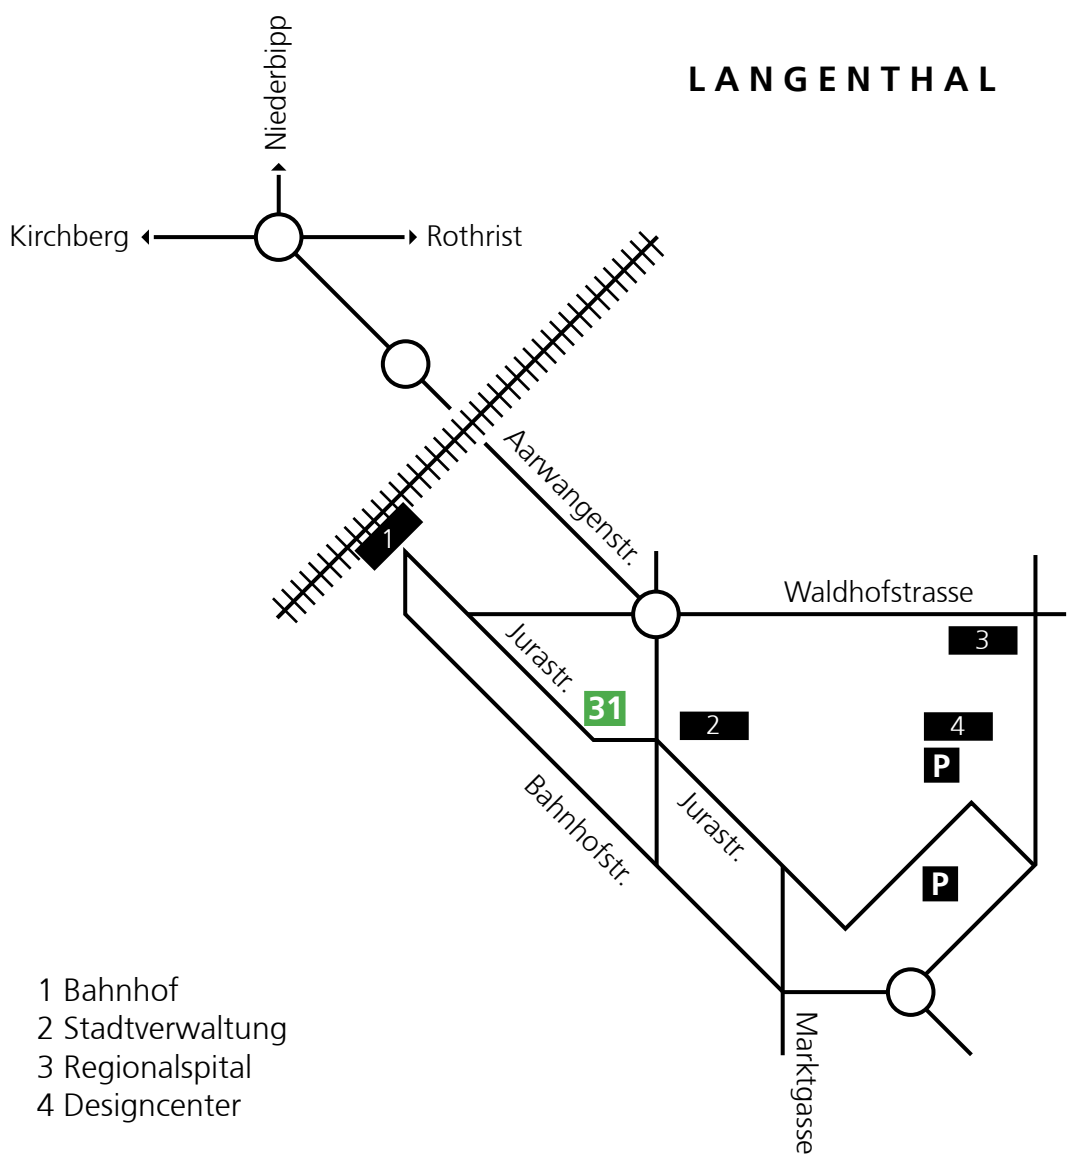 LANGENTHAL
Niederbipp
Kirchberg
Rothrist
Aarwangenstr.
1
Waldhofstrasse
3
Jurastr.
31
2
4
P
Bahnhofstr.
Jurastr.
P
1 Bahnhof
2 Stadtverwaltung
3 Regionalspital
4 Designcenter
Marktgasse